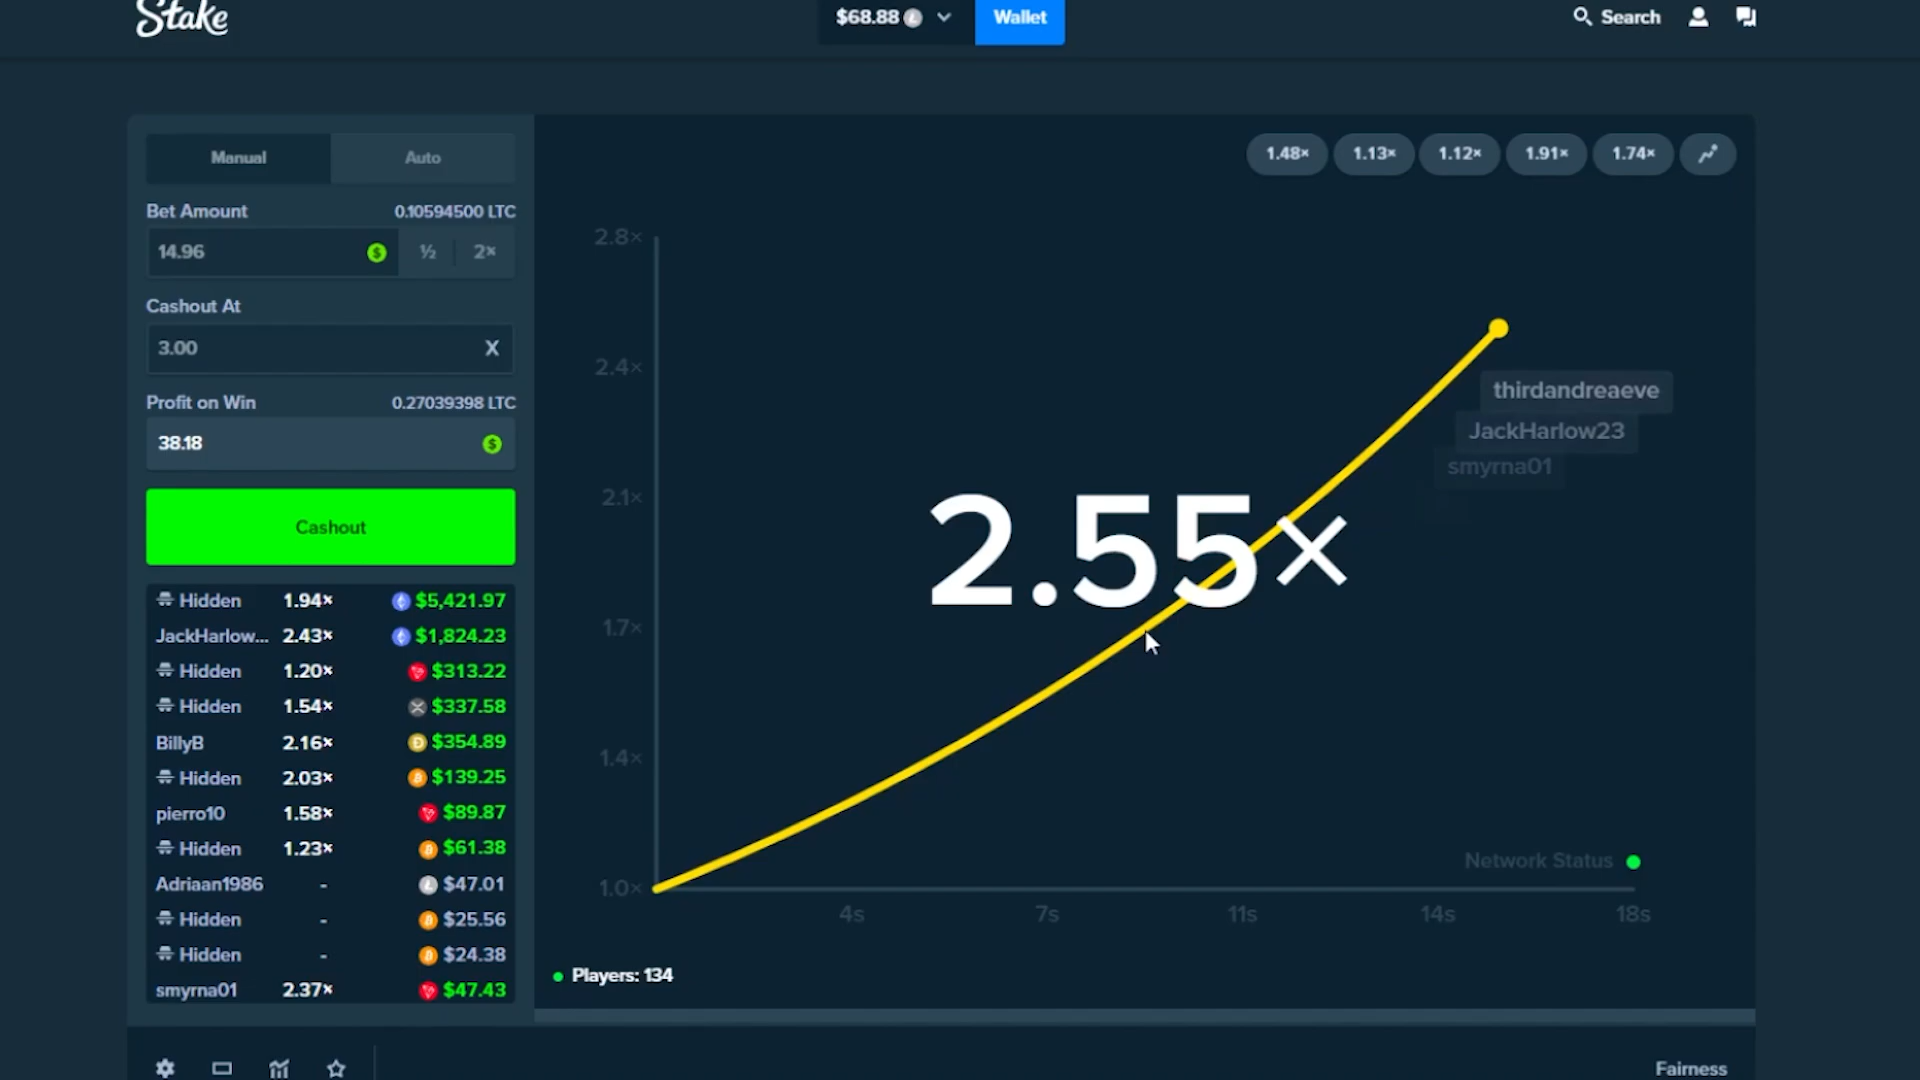 Stake
$68.88
Wallet
Search
Manual
Auto
1.48×
1.13×
1.12×
1.91×
1.74×
Bet Amount
0.10594500 LTC
14.96
½
2×
Cashout At
3.00
X
Profit on Win
0.27039398 LTC
38.18
Cashout
Hidden 1.94× $5,421.97
JackHarlow... 2.43× $1,824.23
Hidden 1.20× $313.22
Hidden 1.54× $337.58
BillyB 2.16× $354.89
Hidden 2.03× $139.25
pierro10 1.58× $89.87
Hidden 1.23× $61.38
Adriaan1986 - $47.01
Hidden - $25.56
Hidden - $24.38
smyrna01 2.37× $47.43
2.8×
2.4×
2.1×
1.7×
1.4×
1.0×
2.55×
thirdandreaeve
JackHarlow23
smyrna01
Network Status
4s
7s
11s
14s
18s
Players: 134
Fairness